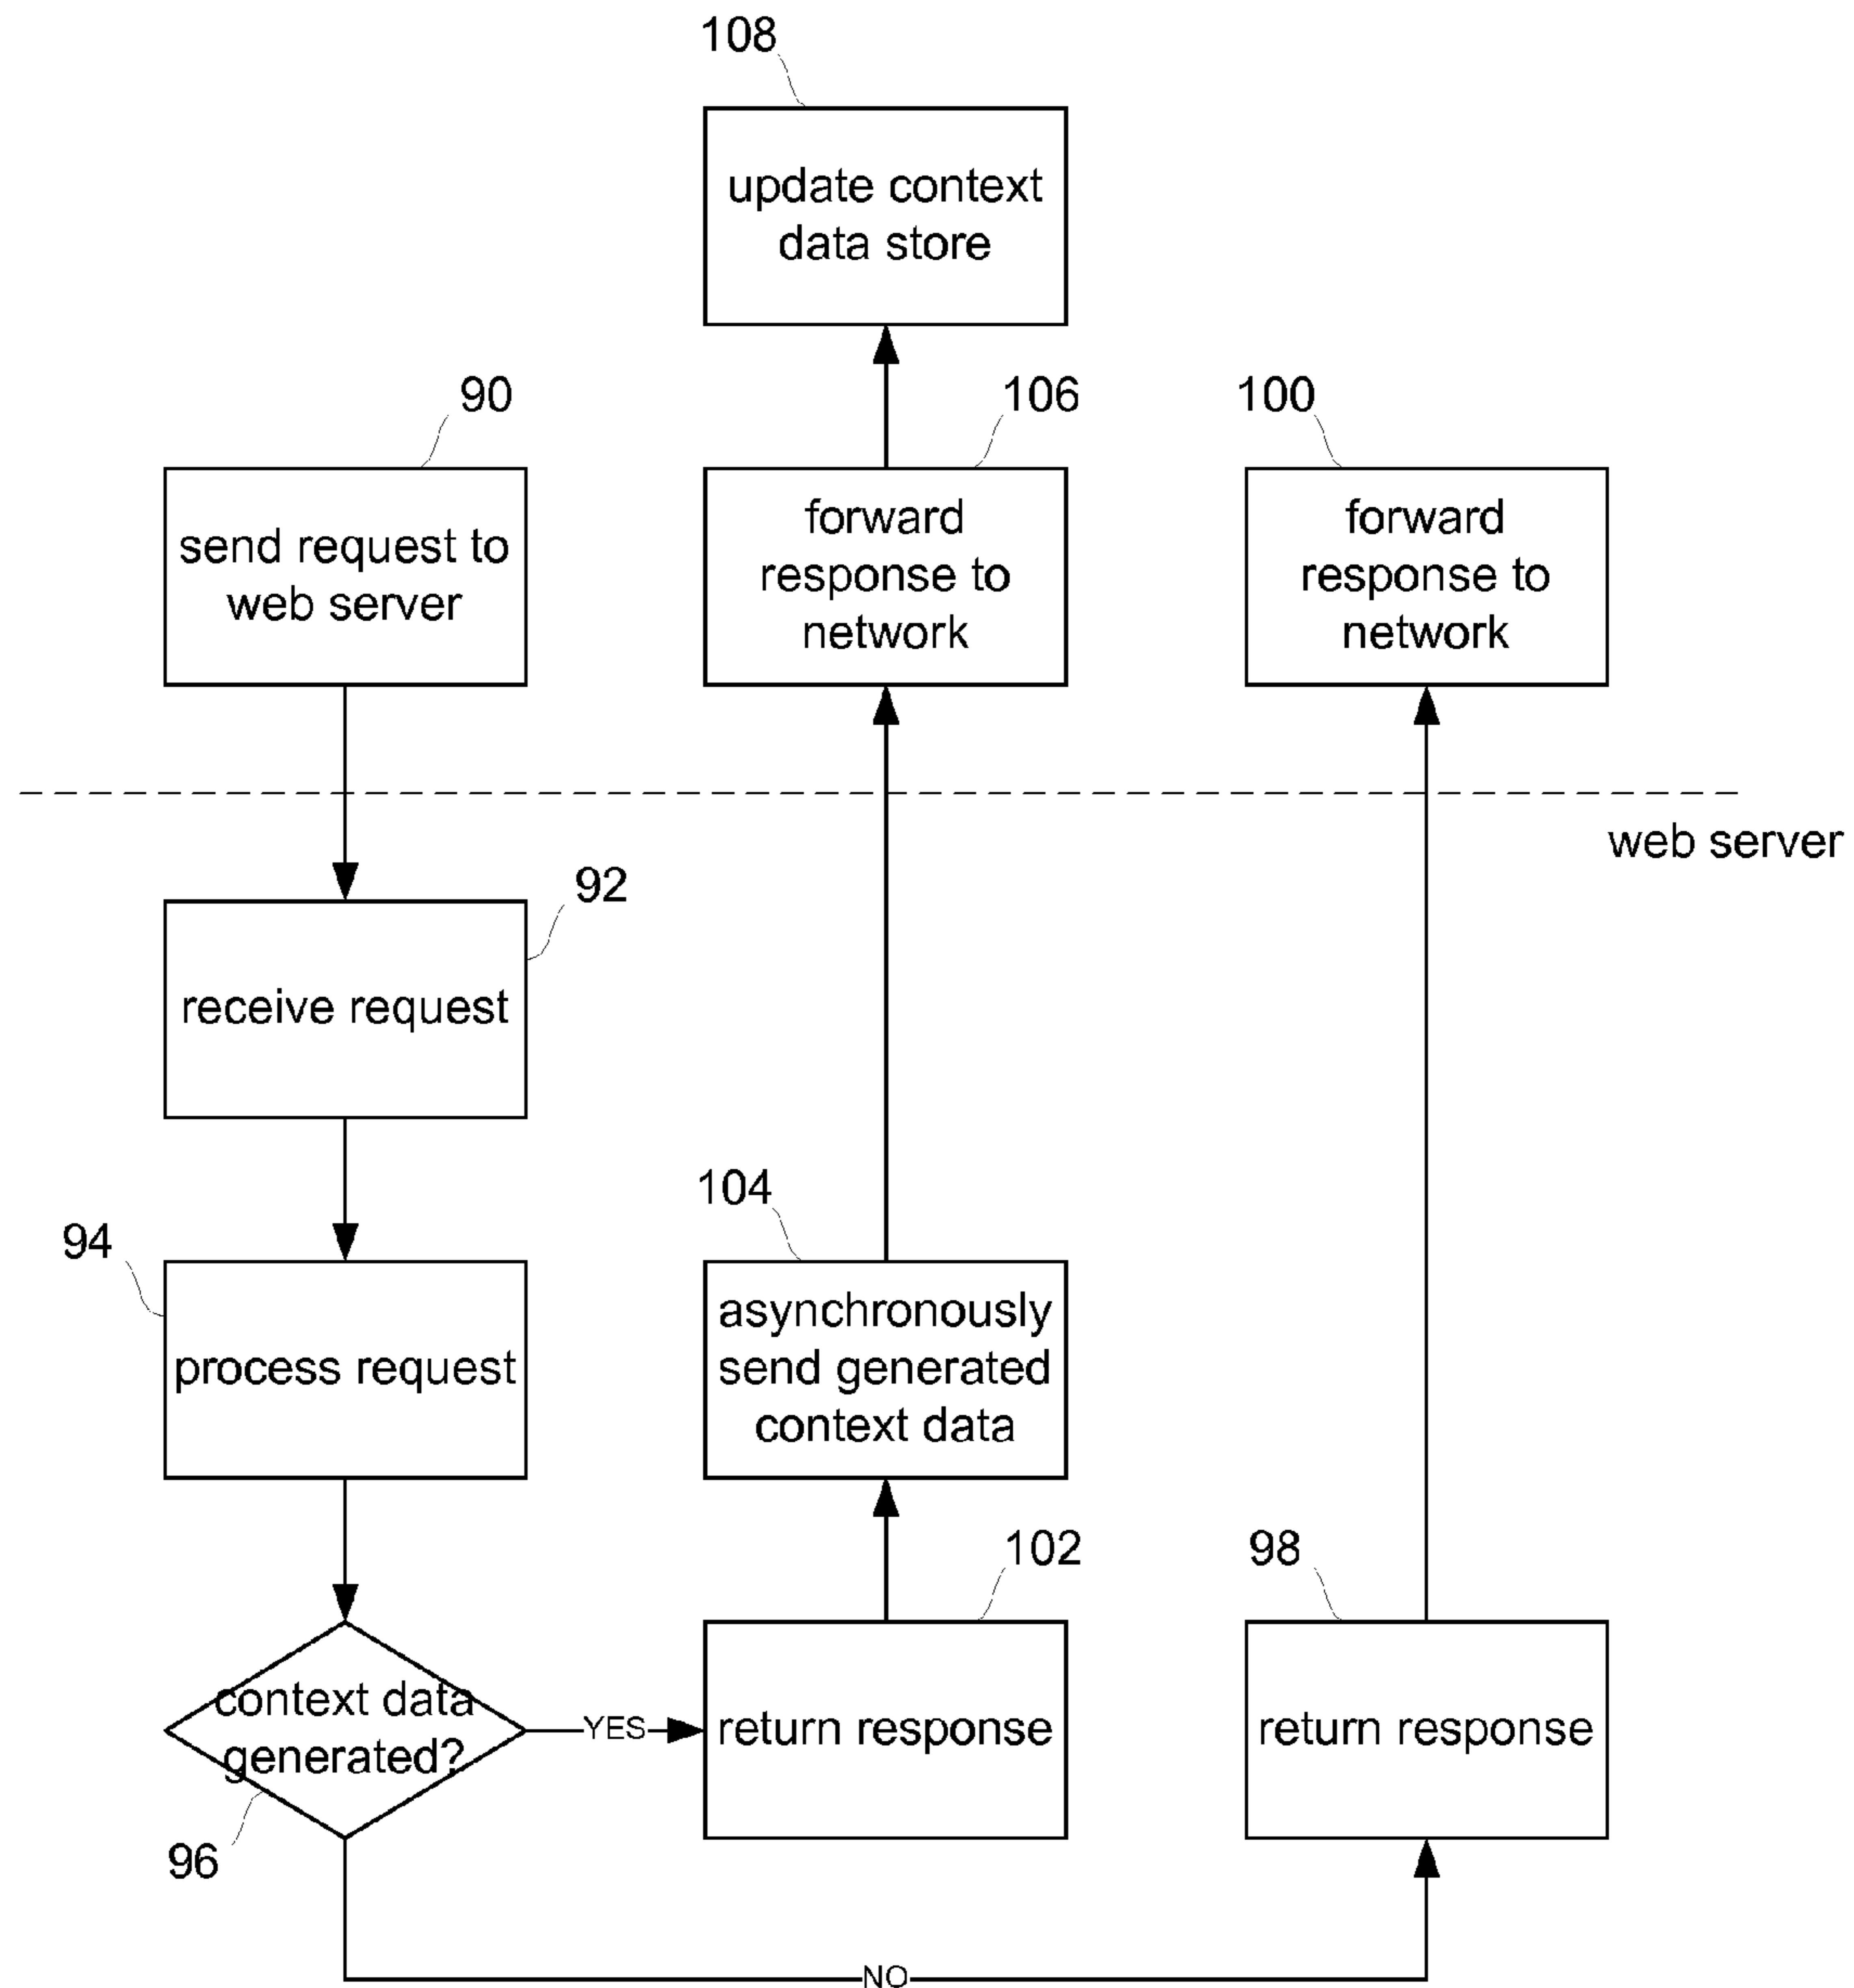 108
update context
data store
90
106
100
send request to
web server
forward
response to
network
forward
response to
network
web server
92
receive request
94
104
process request
asynchronously
send generated
context data
102
98
context data
generated?
YES
return response
return response
96
NO